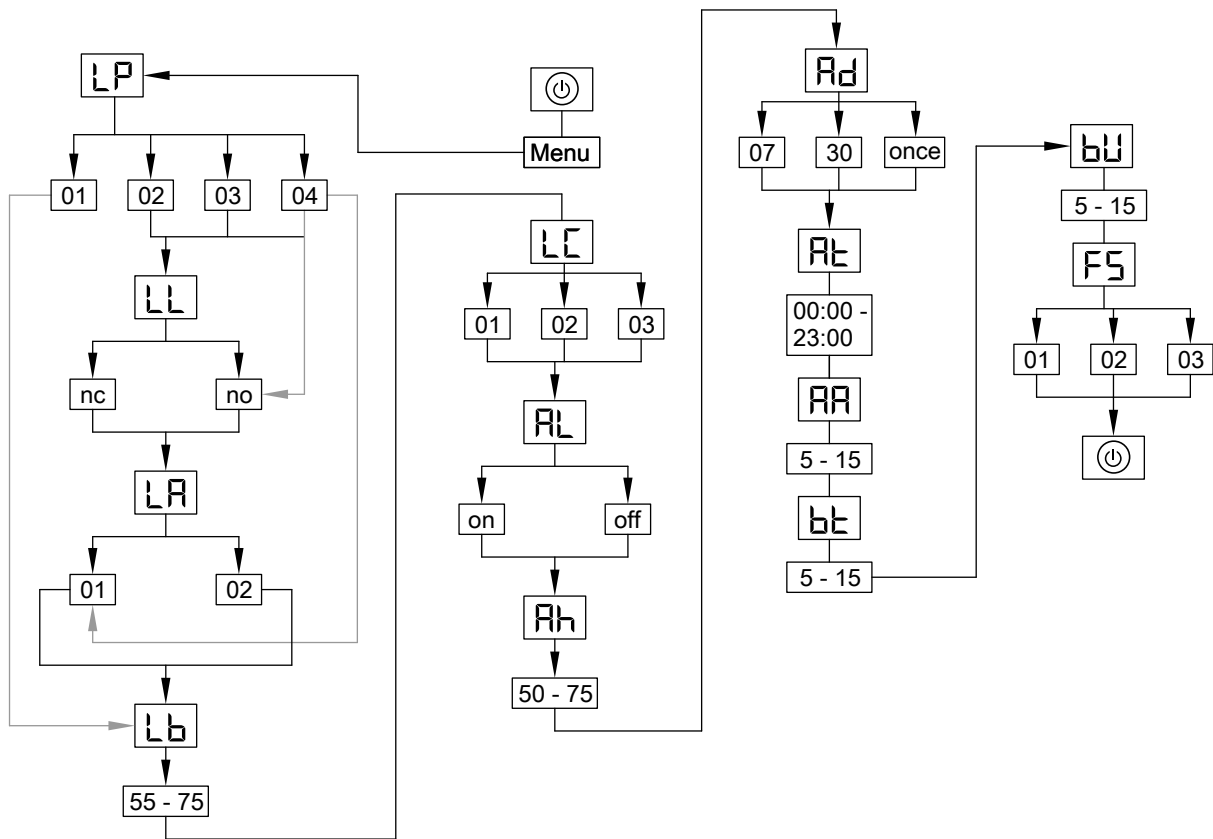 LP
01
02
03
04
LL
nc
no
LA
01
02
Lb
55 - 75
Menu
LC
01
02
03
AL
on
off
Ah
50 - 75
Ad
07
30
once
At
00:00 -
23:00
AA
5 - 15
bt
5 - 15
bU
5 - 15
FS
01
02
03